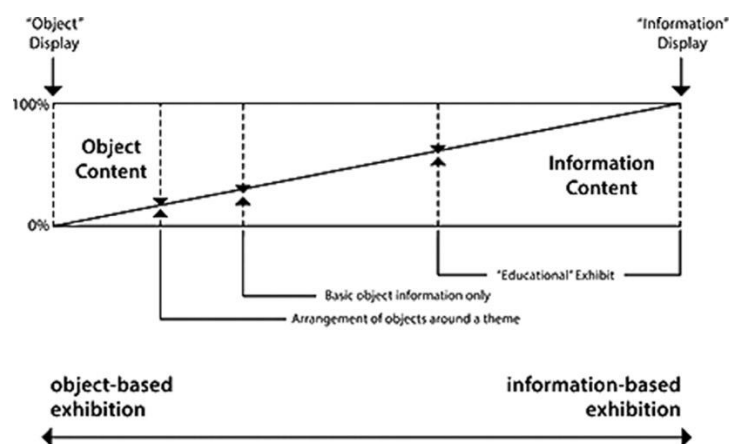 "Object"
Display
"Information"
Display
100%
Object
Content
Information
Content
0%
"Educational" Exhibit
Basic object information only
Arrangement of objects around a theme
object-based
exhibition
information-based
exhibition